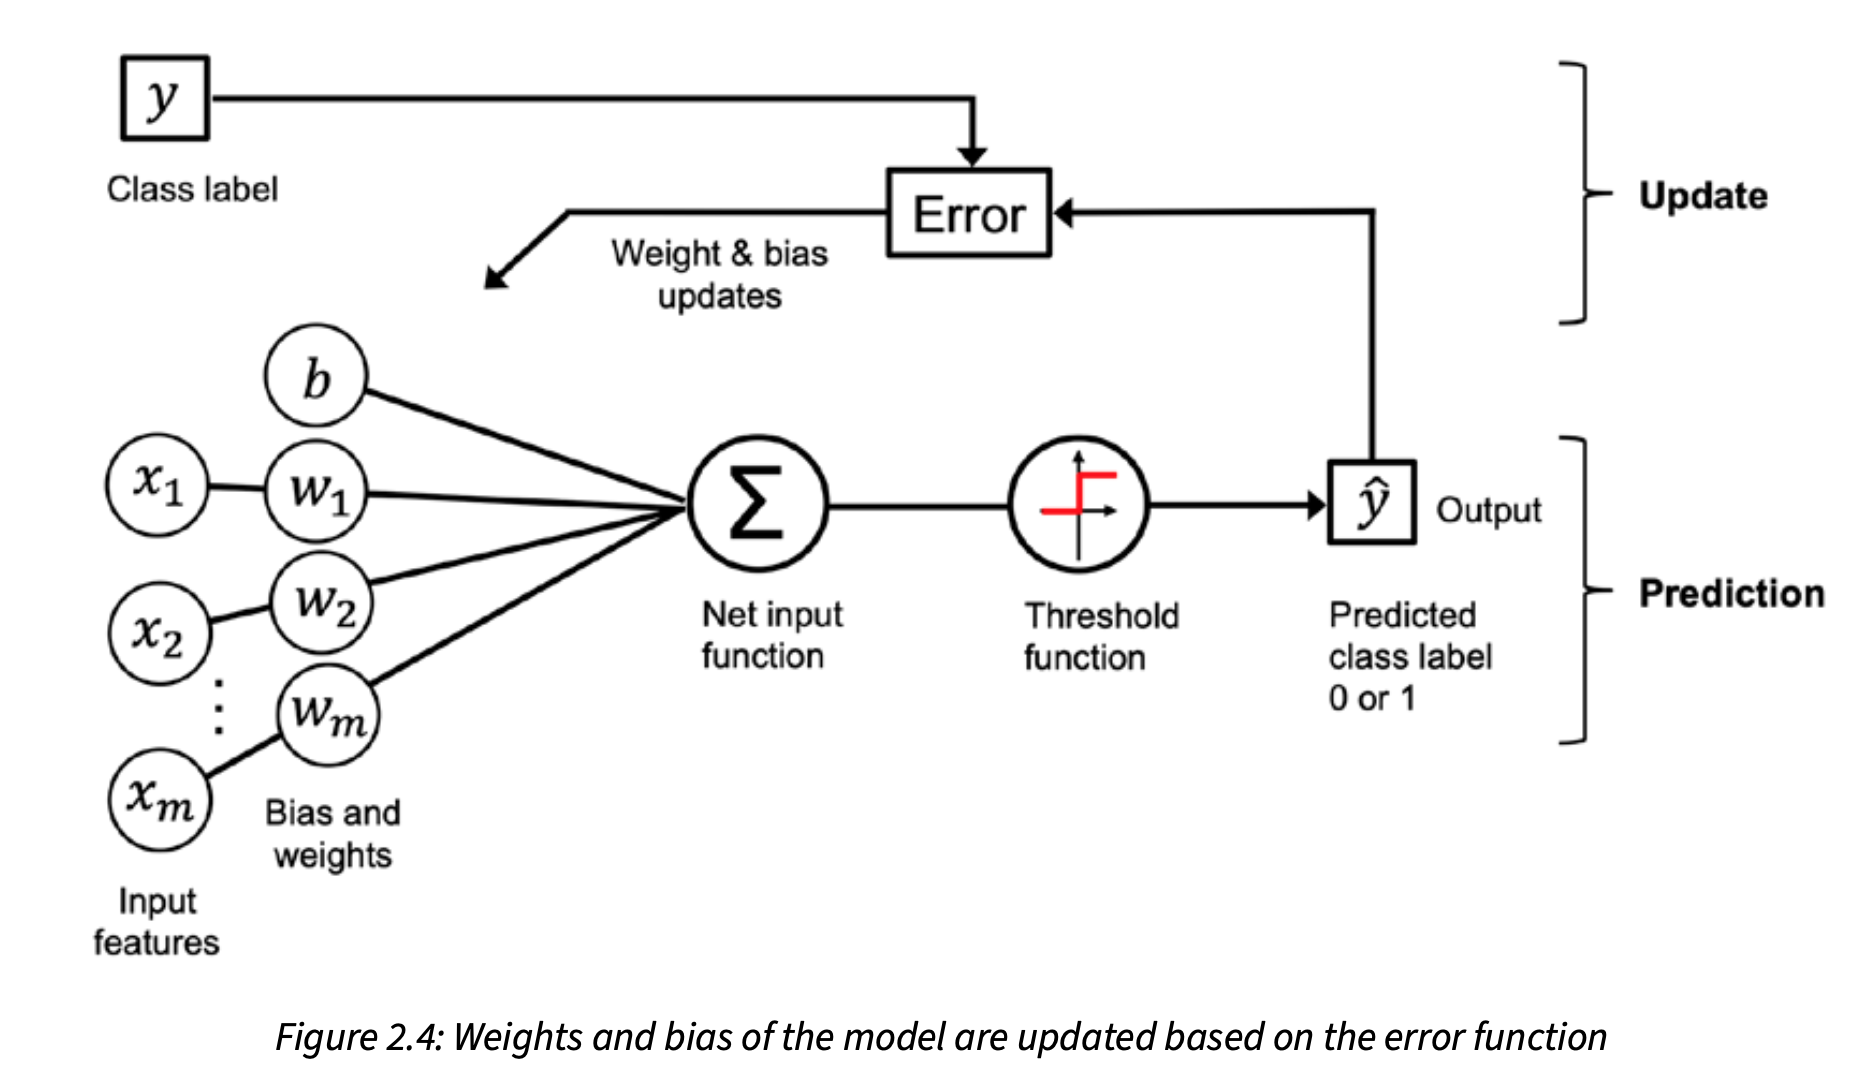 y
Class label
Error
Weight & bias
updates
Update
b
x₁
w₁
x₂
w₂
⋮
wₘ
xₘ
Σ
ŷ
Output
Net input
function
Threshold
function
Predicted
class label
0 or 1
Prediction
Bias and
weights
Input
features
Figure 2.4: Weights and bias of the model are updated based on the error function